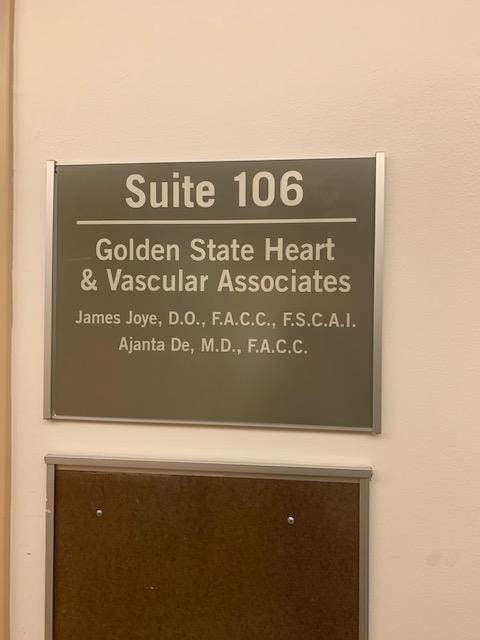 Suite 106
Golden State Heart
& Vascular Associates
James Joye, D.O., F.A.C.C., F.S.C.A.I.
Ajanta De, M.D., F.A.C.C.